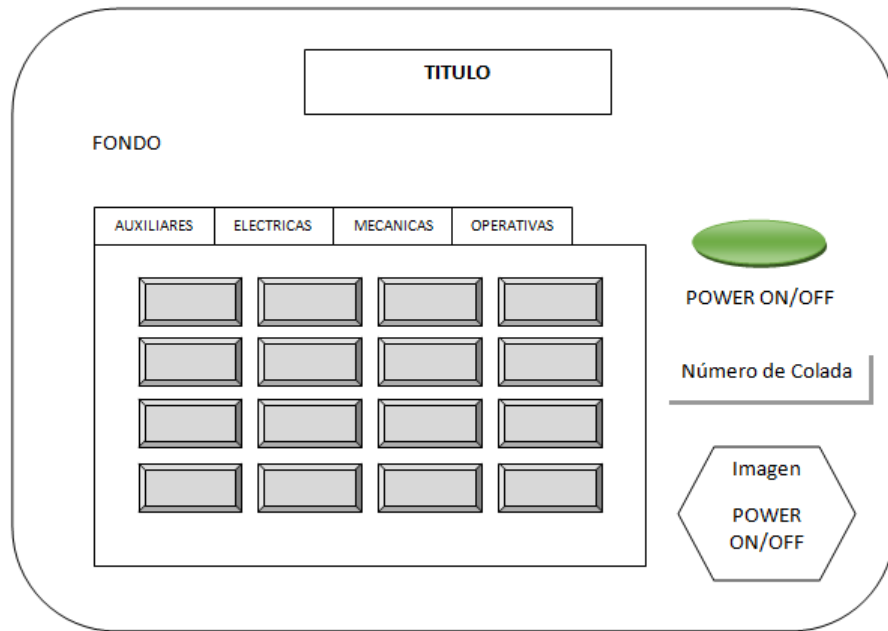 TITULO
FONDO
AUXILIARES
ELECTRICAS
MECANICAS
OPERATIVAS
POWER ON/OFF
Número de Colada
Imagen
POWER
ON/OFF